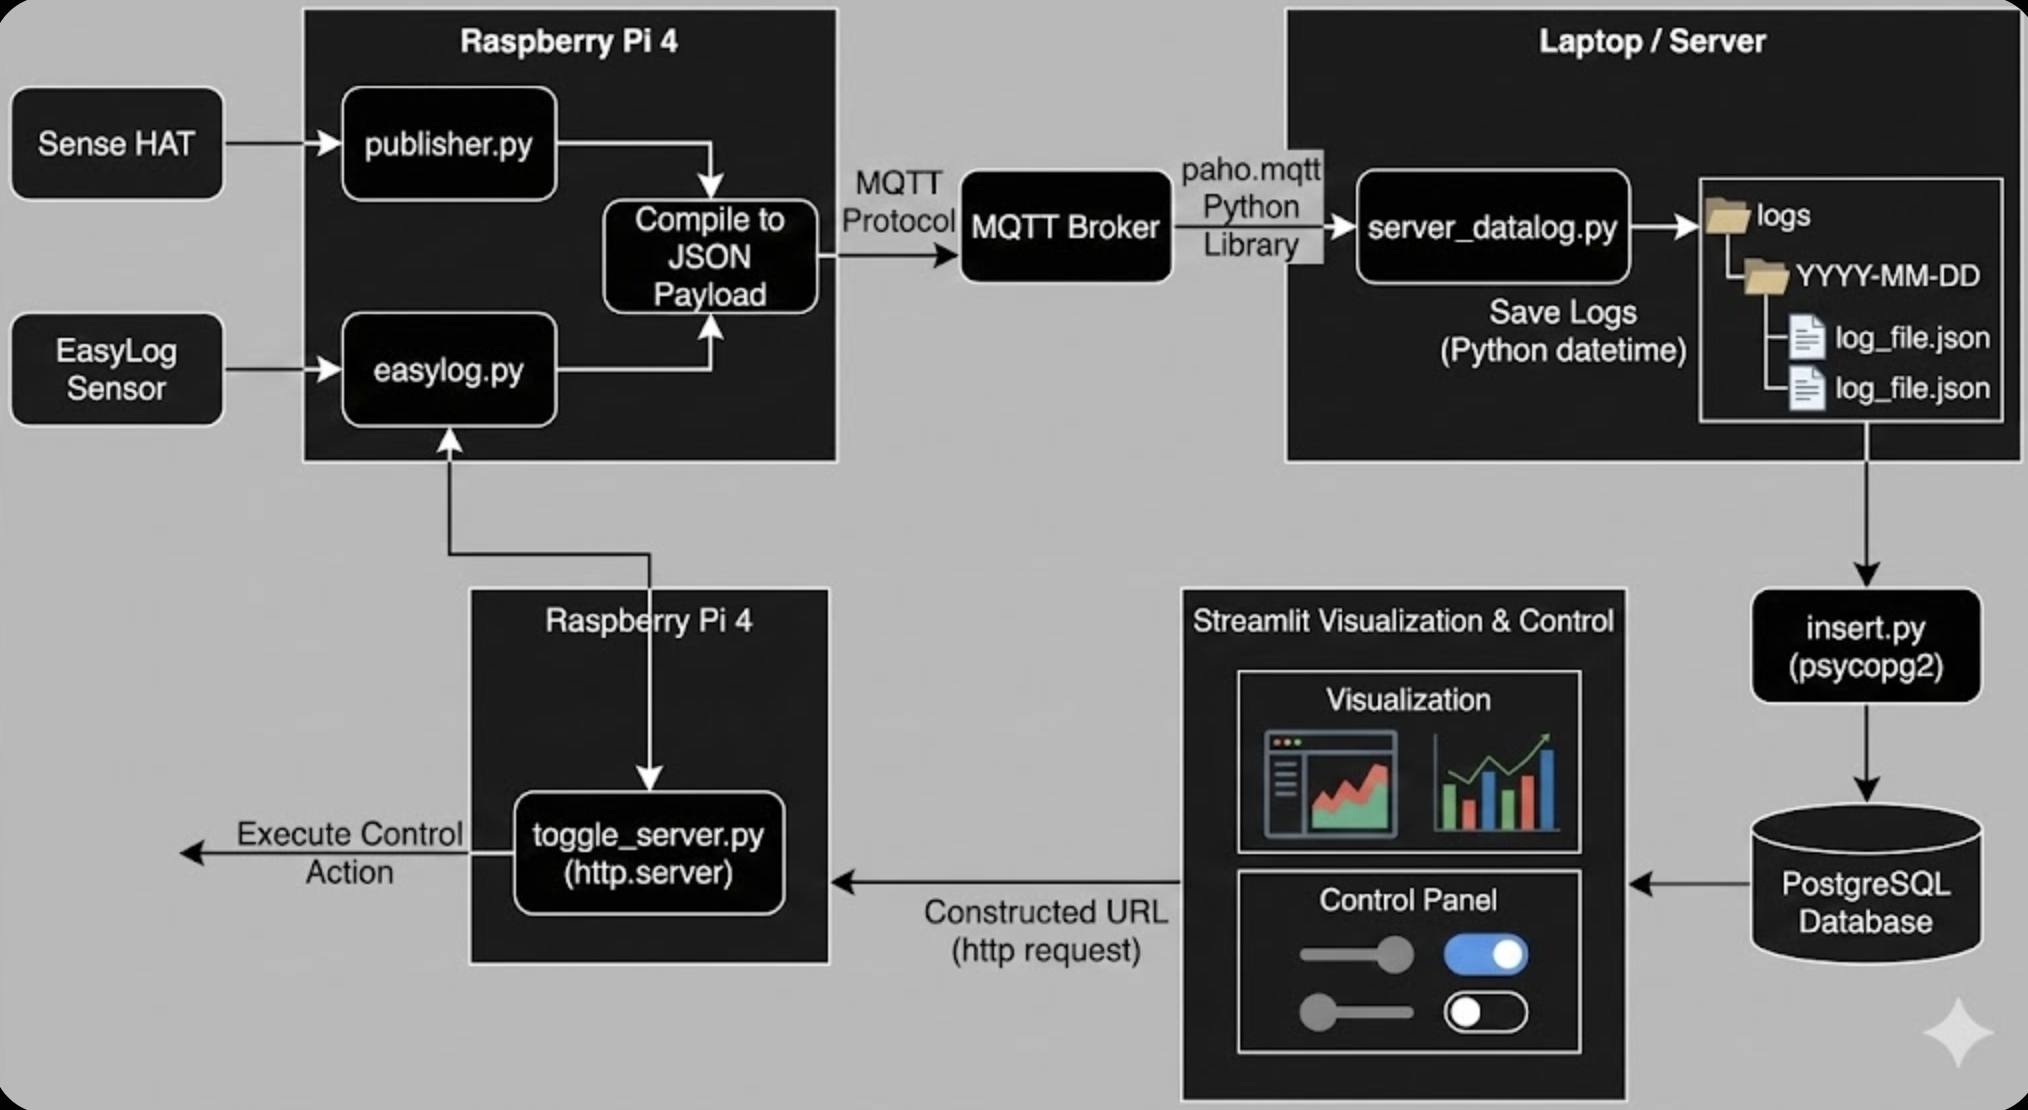 Raspberry Pi 4
Laptop / Server
Sense HAT
publisher.py
Compile to
JSON
Payload
EasyLog
Sensor
easylog.py
MQTT
Protocol
MQTT Broker
paho.mqtt
Python
Library
server_datalog.py
Save Logs
(Python datetime)
logs
YYYY-MM-DD
log_file.json
log_file.json
Raspberry Pi 4
toggle_server.py
(http.server)
Execute Control
Action
Constructed URL
(http request)
Streamlit Visualization & Control
Visualization
Control Panel
insert.py
(psycopg2)
PostgreSQL
Database